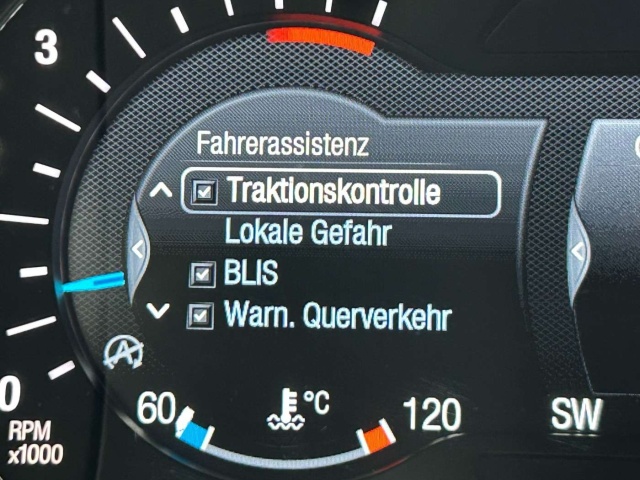 3
Fahrerassistenz
Traktionskontrolle
Lokale Gefahr
BLIS
Warn. Querverkehr
A
0
RPM
x1000
60
°C
120
SW